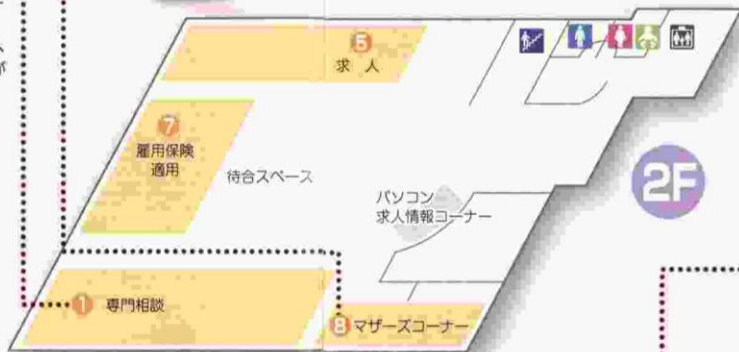 が
5
求 人
7
雇用保険
適用
待合スペース
パソコン
求人情報コーナー
2F
1 専門相談
8 マザーズコーナー